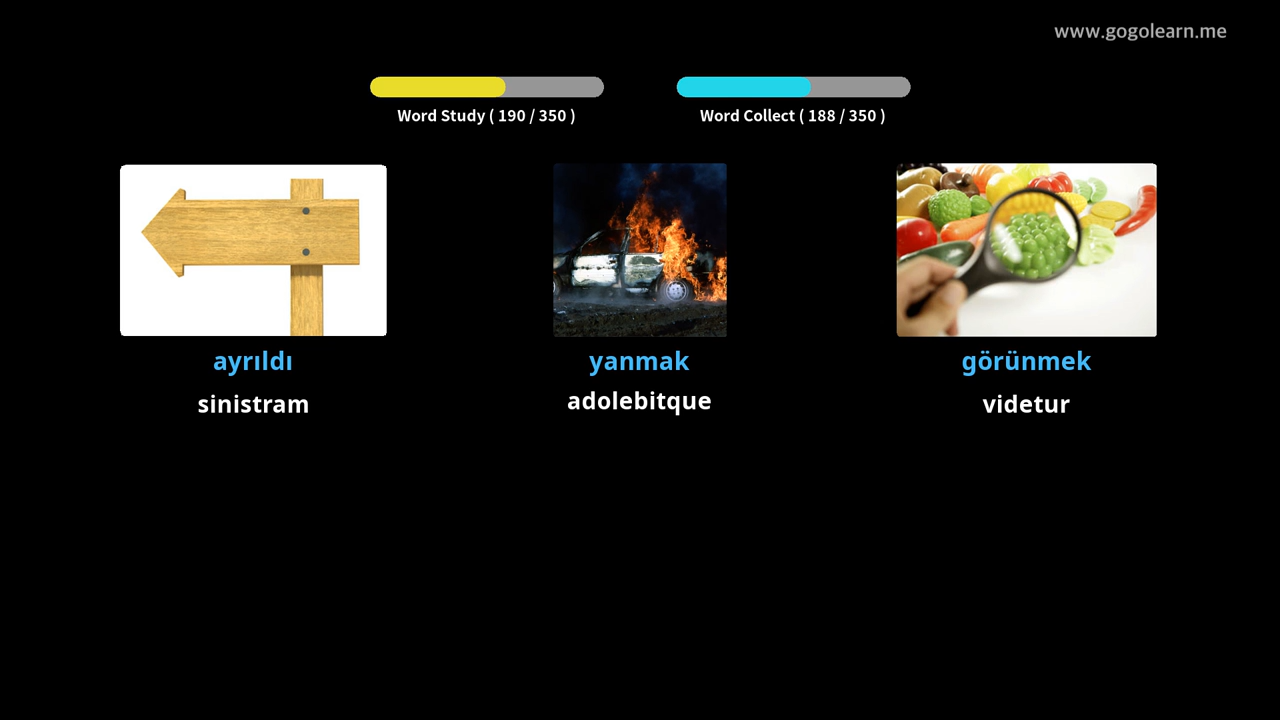 www.gogolearn.me
Word Study ( 190 / 350 )
Word Collect ( 188 / 350 )
ayrıldı
sinistram
yanmak
adolebitque
görünmek
videtur